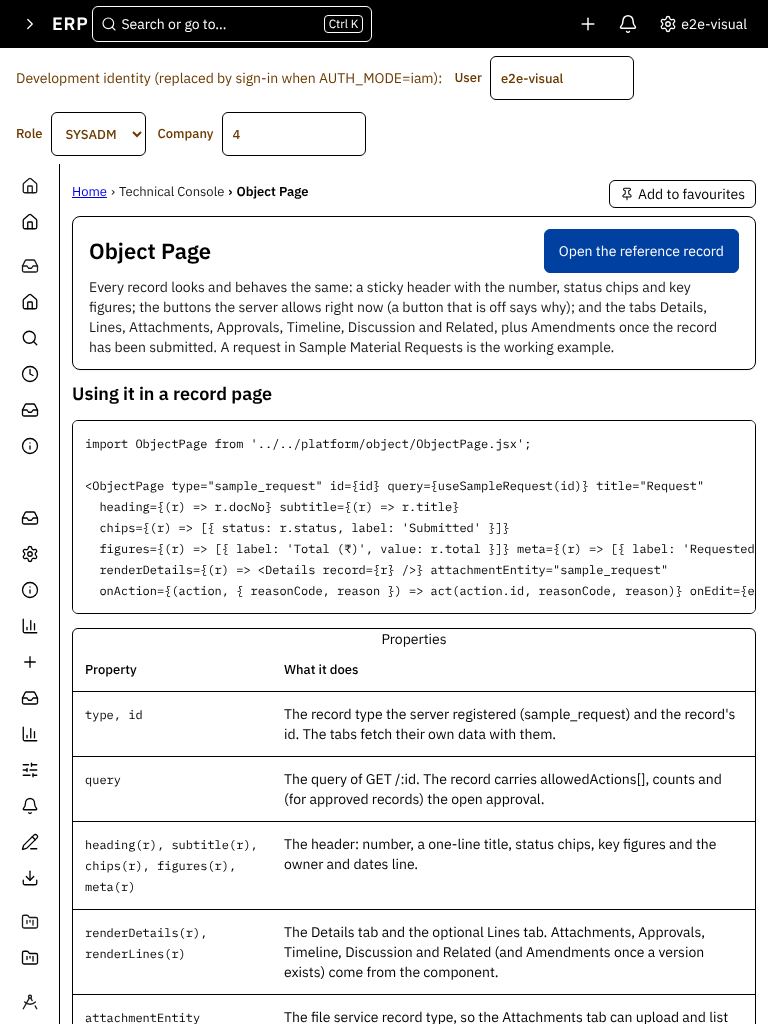 ERP
Search or go to...
Ctrl K
e2e-visual
Development identity (replaced by sign-in when AUTH_MODE=iam):
User
e2e-visual
Role
SYSADM
Company
4
Home › Technical Console › Object Page
Add to favourites
Object Page
Open the reference record
Every record looks and behaves the same: a sticky header with the number, status chips and key
figures; the buttons the server allows right now (a button that is off says why); and the tabs Details,
Lines, Attachments, Approvals, Timeline, Discussion and Related, plus Amendments once the record
has been submitted. A request in Sample Material Requests is the working example.
Using it in a record page
import ObjectPage from '../../platform/object/ObjectPage.jsx';
<ObjectPage type="sample_request" id={id} query={useSampleRequest(id)} title="Request"
heading={(r) => r.docNo} subtitle={(r) => r.title}
chips={(r) => [{ status: r.status, label: 'Submitted' }]}
figures={(r) => [{ label: 'Total (₹)', value: r.total }]} meta={(r) => [{ label: 'Requested
renderDetails={(r) => <Details record={r} />} attachmentEntity="sample_request"
onAction={(action, { reasonCode, reason }) => act(action.id, reasonCode, reason)} onEdit={e
Properties
Property
What it does
type, id
The record type the server registered (sample_request) and the record's
id. The tabs fetch their own data with them.
query
The query of GET /:id. The record carries allowedActions[], counts and
(for approved records) the open approval.
heading(r), subtitle(r),
chips(r), figures(r),
meta(r)
The header: number, a one-line title, status chips, key figures and the
owner and dates line.
renderDetails(r),
renderLines(r)
The Details tab and the optional Lines tab. Attachments, Approvals,
Timeline, Discussion and Related (and Amendments once a version
exists) come from the component.
attachmentEntity
The file service record type, so the Attachments tab can upload and list